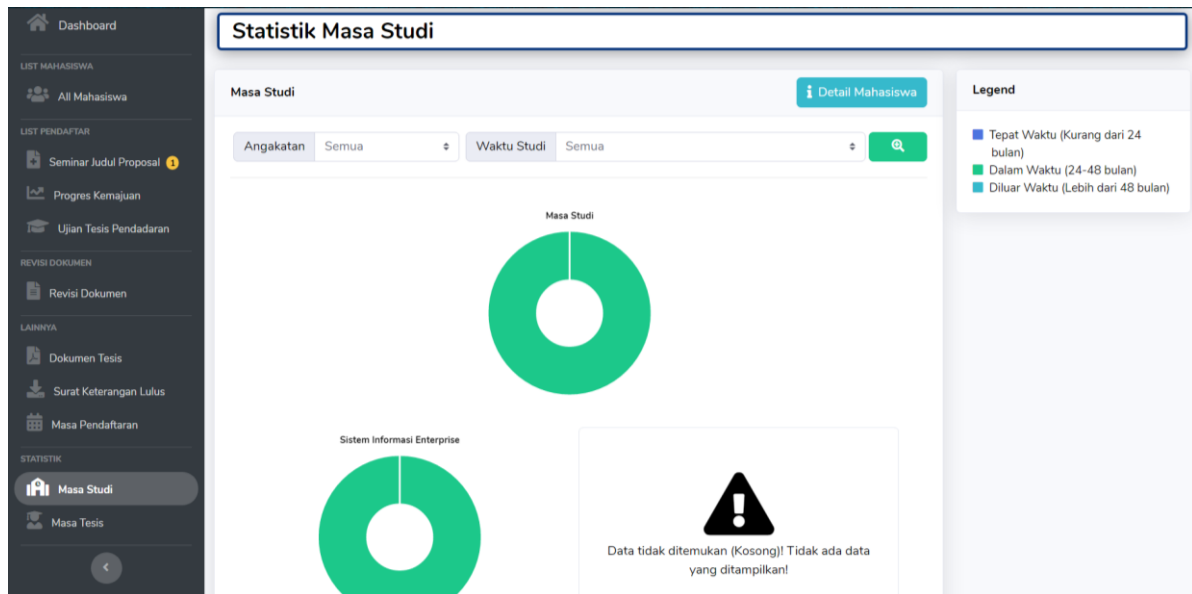 Dashboard
LIST MAHASISWA
All Mahasiswa
LIST PENDAFTAR
Seminar Judul Proposal 1
Progres Kemajuan
Ujian Tesis Pendadaran
REVISI DOKUMEN
Revisi Dokumen
LAINNYA
Dokumen Tesis
Surat Keterangan Lulus
Masa Pendaftaran
STATISTIK
Masa Studi
Masa Tesis
Statistik Masa Studi
Masa Studi
Detail Mahasiswa
Angakatan Semua
Waktu Studi Semua
Masa Studi
Sistem Informasi Enterprise
Data tidak ditemukan (Kosong)! Tidak ada data
yang ditampilkan!
Legend
Tepat Waktu (Kurang dari 24
bulan)
Dalam Waktu (24-48 bulan)
Diluar Waktu (Lebih dari 48 bulan)